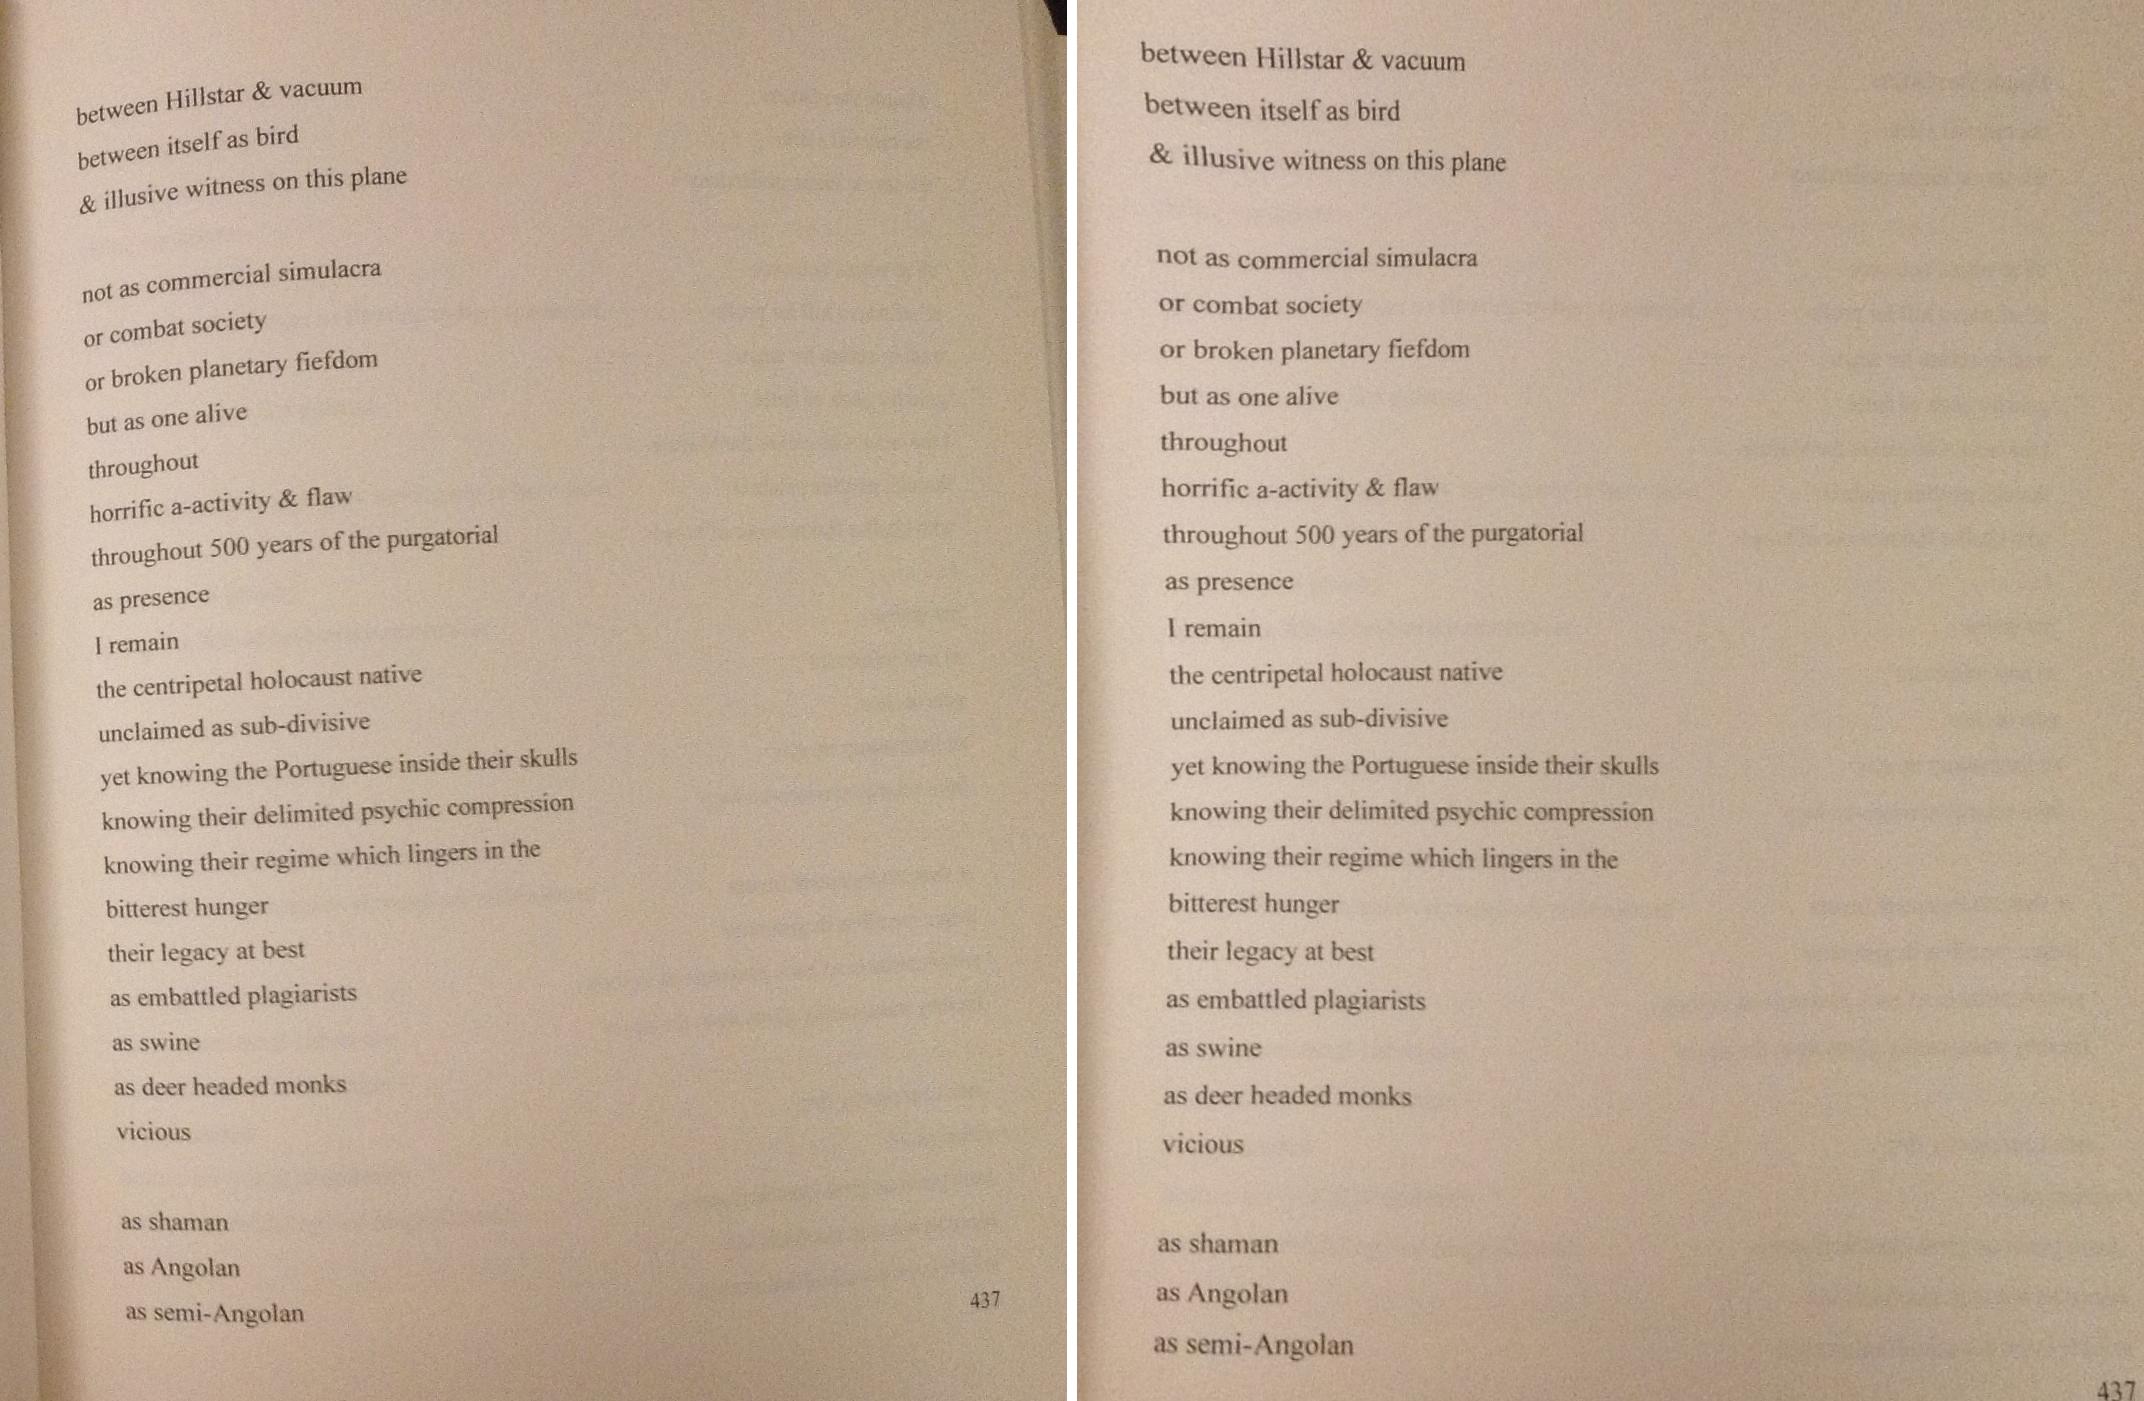 between Hillstar & vacuum
between itself as bird
& illusive witness on this plane
not as commercial simulacra
or combat society
or broken planetary fiefdom
but as one alive
throughout
horrific a-activity & flaw
throughout 500 years of the purgatorial
as presence
I remain
the centripetal holocaust native
unclaimed as sub-divisive
yet knowing the Portuguese inside their skulls
knowing their delimited psychic compression
knowing their regime which lingers in the
bitterest hunger
their legacy at best
as embattled plagiarists
as swine
as deer headed monks
vicious
as shaman
as Angolan
as semi-Angolan
437
between Hillstar & vacuum
between itself as bird
& illusive witness on this plane
not as commercial simulacra
or combat society
or broken planetary fiefdom
but as one alive
throughout
horrific a-activity & flaw
throughout 500 years of the purgatorial
as presence
I remain
the centripetal holocaust native
unclaimed as sub-divisive
yet knowing the Portuguese inside their skulls
knowing their delimited psychic compression
knowing their regime which lingers in the
bitterest hunger
their legacy at best
as embattled plagiarists
as swine
as deer headed monks
vicious
as shaman
as Angolan
as semi-Angolan
437